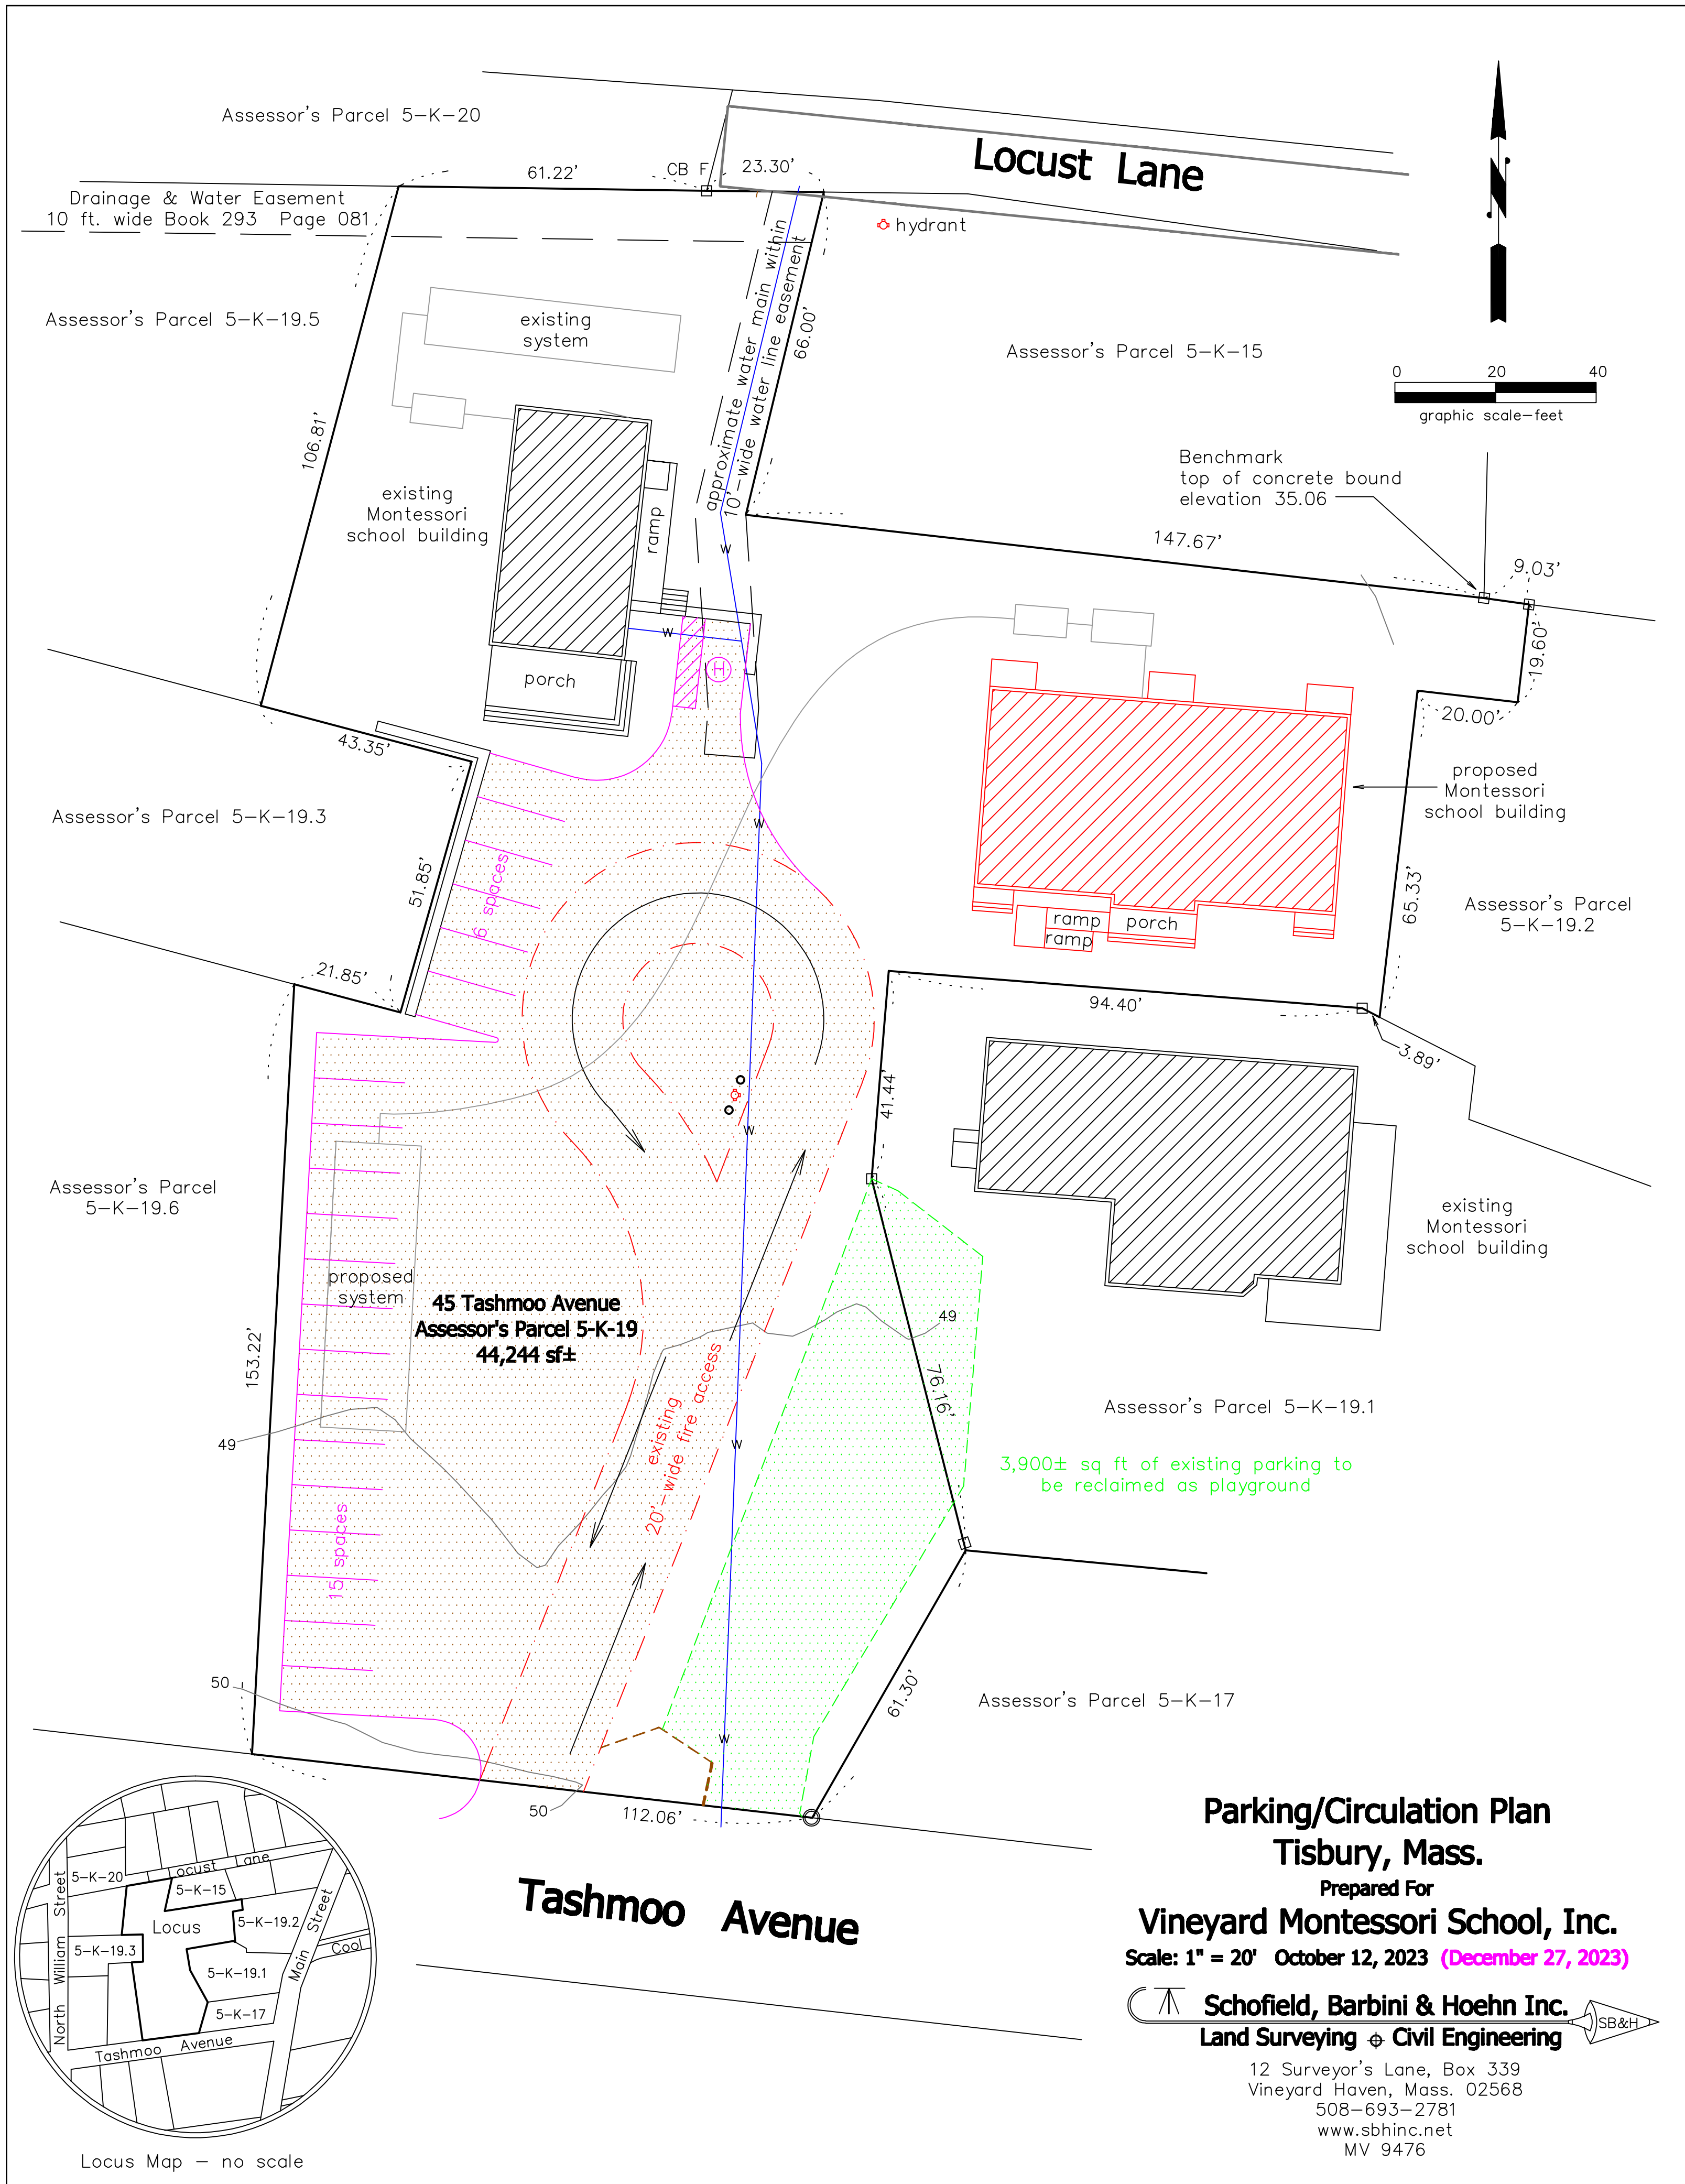 Assessor's Parcel 5-K-20
Locust Lane
61.22'
CB F
23.30'
Drainage & Water Easement
10 ft. wide Book 293 Page 081
hydrant
N
Assessor's Parcel 5-K-19.5
existing
system
approximate water main within
10'-wide water line easement
66.00'
Assessor's Parcel 5-K-15
0 20 40
graphic scale-feet
106.81'
Benchmark
top of concrete bound
elevation 35.06
existing
Montessori
school building
ramp
W
147.67'
9.03'
19.60'
W
H
porch
20.00'
43.35'
proposed
Montessori
school building
Assessor's Parcel 5-K-19.3
W
51.85'
6 spaces
65.33'
Assessor's Parcel
5-K-19.2
ramp
porch
ramp
21.85'
94.40'
3.89'
41.44'
W
Assessor's Parcel
5-K-19.6
existing
Montessori
school building
proposed
system
45 Tashmoo Avenue
Assessor's Parcel 5-K-19
44,244 sf±
49
153.22'
existing
20'-wide fire access
76.16'
Assessor's Parcel 5-K-19.1
49
W
3,900± sq ft of existing parking to
be reclaimed as playground
15 spaces
50
61.30'
Assessor's Parcel 5-K-17
W
50
112.06'
Tashmoo Avenue
Parking/Circulation Plan
Tisbury, Mass.
Prepared For
Vineyard Montessori School, Inc.
Scale: 1" = 20' October 12, 2023 (December 27, 2023)
Schofield, Barbini & Hoehn Inc.
SB&H
Land Surveying Civil Engineering
12 Surveyor's Lane, Box 339
Vineyard Haven, Mass. 02568
508-693-2781
www.sbhinc.net
MV 9476
5-K-20
ocust Lane
5-K-15
North William Street
Locus
5-K-19.2
Main Street
5-K-19.3
Cool
5-K-19.1
5-K-17
Tashmoo Avenue
Locus Map - no scale